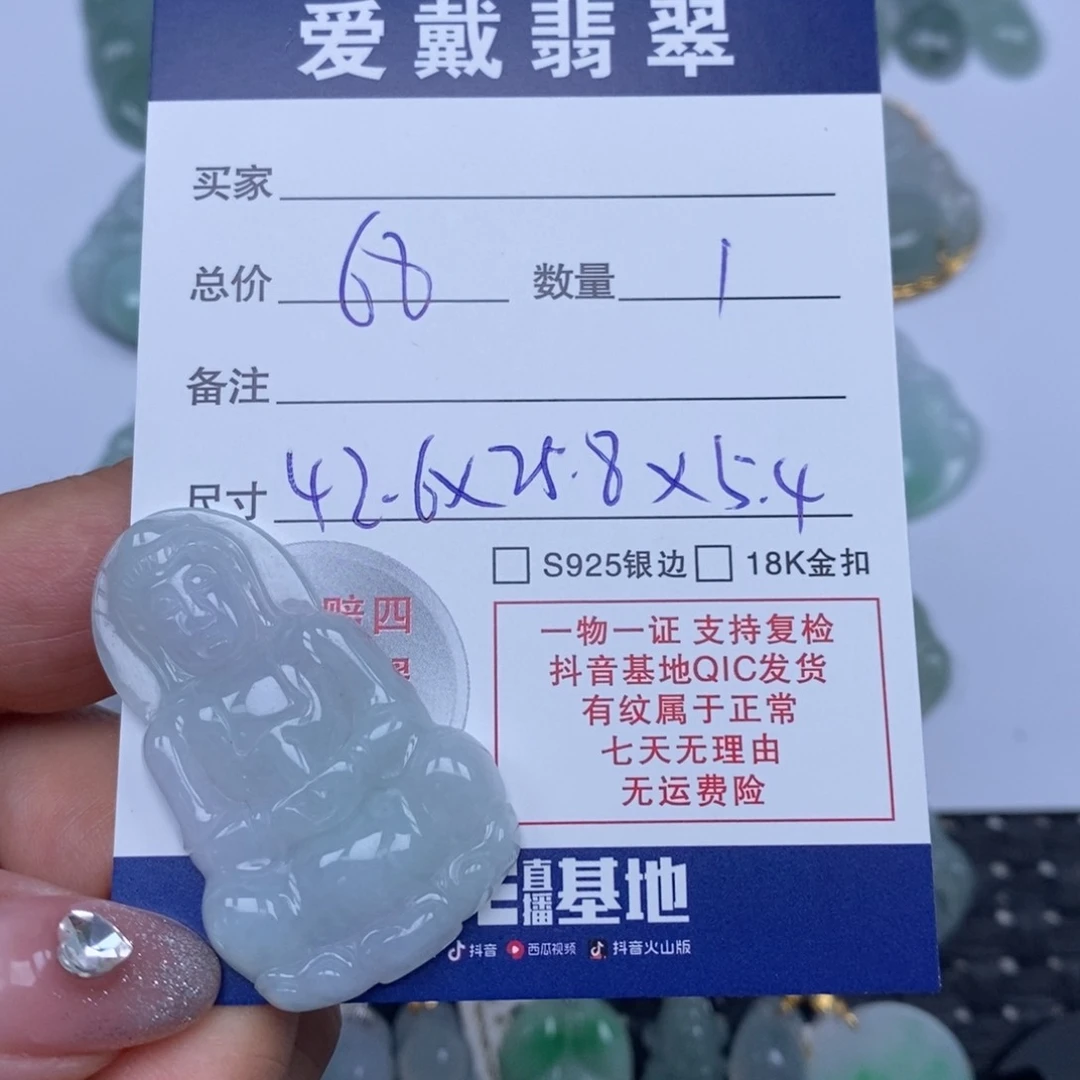 爱戴翡翠
买家
总价 68 数量 1
备注
尺寸 42.6x25.8x5.4
S925银边 18K金扣
赔四
一物一证 支持复检
抖音基地QIC发货
有纹属于正常
七天无理由
无运费险
直播基地
抖音 西瓜视频 抖音火山版